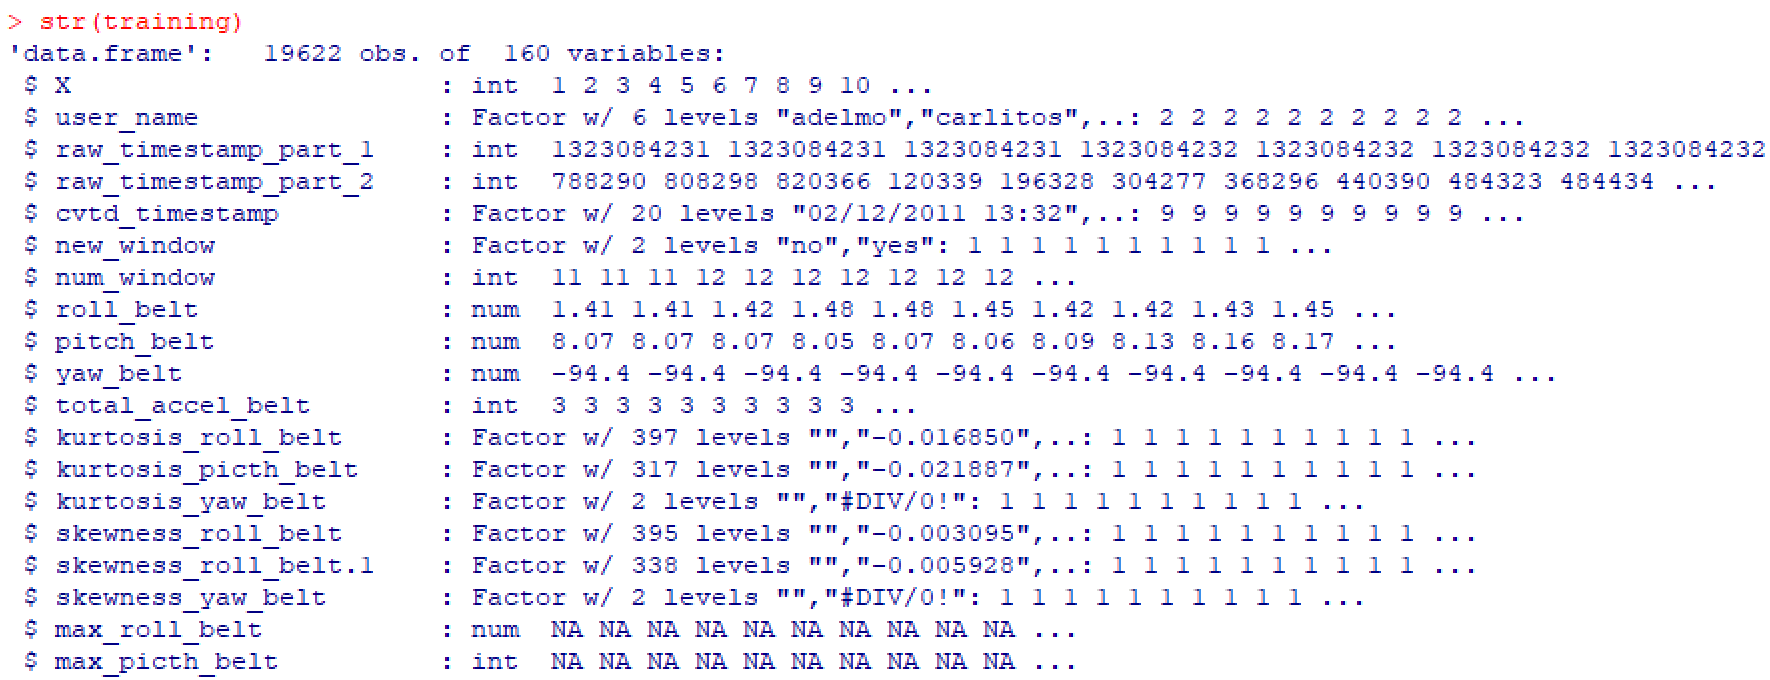 > str(training)
'data.frame':   19622 obs. of  160 variables:
 $ X                       : int  1 2 3 4 5 6 7 8 9 10 ...
 $ user_name               : Factor w/ 6 levels "adelmo","carlitos",..: 2 2 2 2 2 2 2 2 2 2 ...
 $ raw_timestamp_part_1    : int  1323084231 1323084231 1323084231 1323084232 1323084232 1323084232 1323084232
 $ raw_timestamp_part_2    : int  788290 808298 820366 120339 196328 304277 368296 440390 484323 484434 ...
 $ cvtd_timestamp          : Factor w/ 20 levels "02/12/2011 13:32",..: 9 9 9 9 9 9 9 9 9 9 ...
 $ new_window              : Factor w/ 2 levels "no","yes": 1 1 1 1 1 1 1 1 1 1 ...
 $ num_window              : int  11 11 11 12 12 12 12 12 12 12 ...
 $ roll_belt               : num  1.41 1.41 1.42 1.48 1.48 1.45 1.42 1.42 1.43 1.45 ...
 $ pitch_belt              : num  8.07 8.07 8.07 8.05 8.07 8.06 8.09 8.13 8.16 8.17 ...
 $ yaw_belt                : num  -94.4 -94.4 -94.4 -94.4 -94.4 -94.4 -94.4 -94.4 -94.4 -94.4 ...
 $ total_accel_belt        : int  3 3 3 3 3 3 3 3 3 3 ...
 $ kurtosis_roll_belt      : Factor w/ 397 levels "","-0.016850",..: 1 1 1 1 1 1 1 1 1 1 ...
 $ kurtosis_picth_belt     : Factor w/ 317 levels "","-0.021887",..: 1 1 1 1 1 1 1 1 1 1 ...
 $ kurtosis_yaw_belt       : Factor w/ 2 levels "","#DIV/0!": 1 1 1 1 1 1 1 1 1 1 ...
 $ skewness_roll_belt      : Factor w/ 395 levels "","-0.003095",..: 1 1 1 1 1 1 1 1 1 1 ...
 $ skewness_roll_belt.1    : Factor w/ 338 levels "","-0.005928",..: 1 1 1 1 1 1 1 1 1 1 ...
 $ skewness_yaw_belt       : Factor w/ 2 levels "","#DIV/0!": 1 1 1 1 1 1 1 1 1 1 ...
 $ max_roll_belt           : num  NA NA NA NA NA NA NA NA NA NA ...
 $ max_picth_belt          : int  NA NA NA NA NA NA NA NA NA NA ...